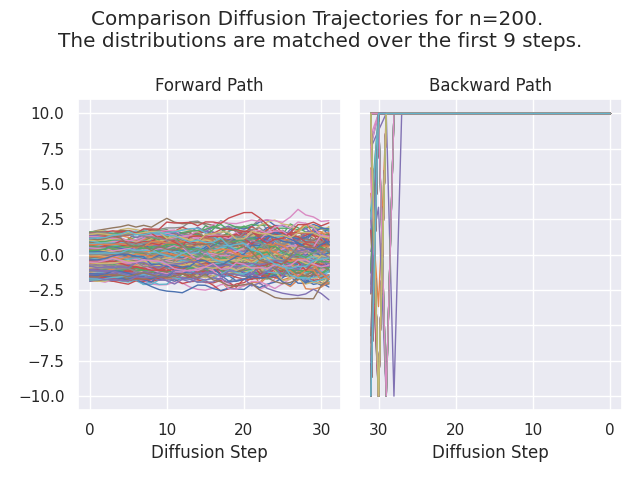 Comparison Diffusion Trajectories for n=200.
The distributions are matched over the first 9 steps.
Forward Path
Backward Path
10.0
7.5
5.0
2.5
0.0
−2.5
−5.0
−7.5
−10.0
0 10 20 30
30 20 10 0
Diffusion Step
Diffusion Step